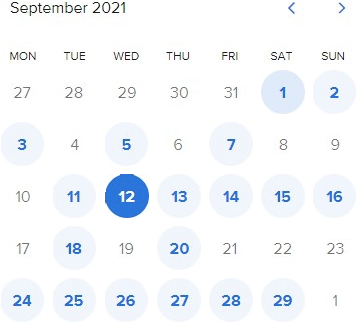 September 2021
MON TUE WED THU FRI SAT SUN
27 28 29 30 31 1 2
3 4 5 6 7 8 9
10 11 12 13 14 15 16
17 18 19 20 21 22 23
24 25 26 27 28 29 1